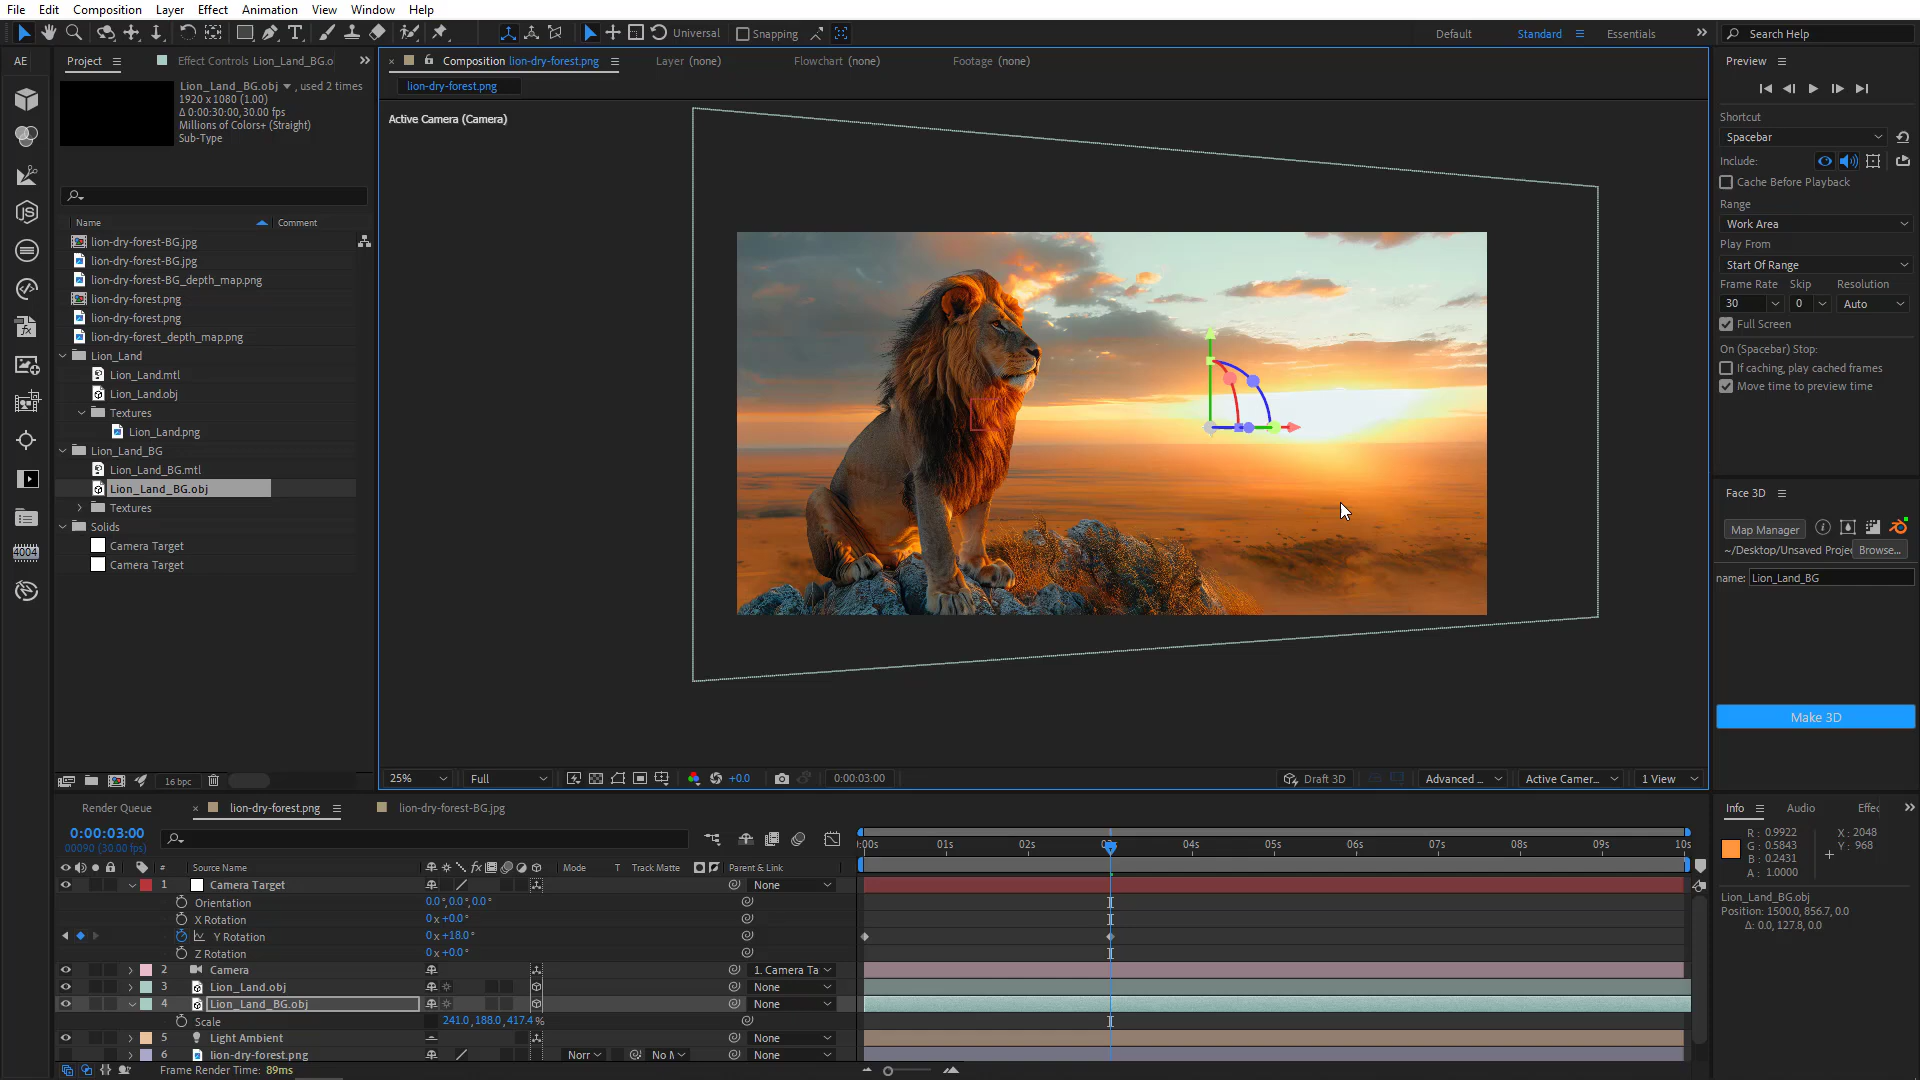 File Edit Composition Layer Effect Animation View Window Help
Universal Snapping Default Standard Essentials Search Help
AE Project Effect Controls Lion_Land_BG.o
Composition lion-dry-forest.png Layer (none) Flowchart (none) Footage (none)
lion-dry-forest.png
Active Camera (Camera)
Lion_Land_BG.obj , used 2 times
1920 x 1080 (1.00)
Δ 0:00:30:00, 30.00 fps
Millions of Colors+ (Straight)
Sub-Type
Name Comment
lion-dry-forest-BG.jpg
lion-dry-forest-BG.jpg
lion-dry-forest-BG_depth_map.png
lion-dry-forest.png
lion-dry-forest.png
lion-dry-forest_depth_map.png
Lion_Land
Lion_Land.mtl
Lion_Land.obj
Textures
Lion_Land.png
Lion_Land_BG
Lion_Land_BG.mtl
Lion_Land_BG.obj
Textures
Solids
Camera Target
Camera Target
4004
16 bpc
25% Full +0.0 0:00:03:00 Draft 3D Advanced ... Active Camer... 1 View
Preview
Shortcut
Spacebar
Include:
Cache Before Playback
Range
Work Area
Play From
Start Of Range
Frame Rate Skip Resolution
30 0 Auto
Full Screen
On (Spacebar) Stop:
If caching, play cached frames
Move time to preview time
Face 3D
Map Manager
~/Desktop/Unsaved Projec Browse...
name: Lion_Land_BG
Make 3D
Render Queue lion-dry-forest.png lion-dry-forest-BG.jpg
0:00:03:00
00090 (30.00 fps)
# Source Name Mode T Track Matte Parent & Link
1 Camera Target None
Orientation 0.0°,0.0°,0.0°
X Rotation 0 x +0.0°
Y Rotation 0 x +18.0°
Z Rotation 0 x +0.0°
2 Camera 1. Camera Ta
3 Lion_Land.obj None
4 Lion_Land_BG.obj None
Scale 241.0,188.0,417.4%
5 Light Ambient None
6 lion-dry-forest.png Norr No M None
Frame Render Time: 89ms
:00s 01s 02s 04s 05s 06s 07s 08s 09s 10s
Info Audio Effec
R: 0.9922
G: 0.5843
B: 0.2431
A: 1.0000
X: 2048
Y: 968
Lion_Land_BG.obj
Position: 1500.0, 856.7, 0.0
Δ: 0.0, 127.8, 0.0